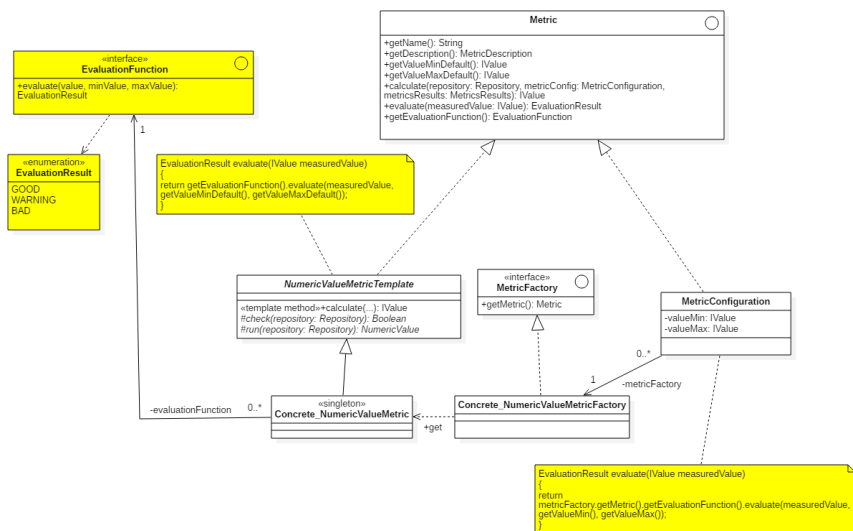 Metric
+getName(): String
+getDescription(): MetricDescription
+getValueMinDefault(): IValue
+getValueMaxDefault(): IValue
+calculate(repository: Repository, metricConfig: MetricConfiguration,
metricsResults: MetricsResults): IValue
+evaluate(measuredValue: IValue): EvaluationResult
+getEvaluationFunction(): EvaluationFunction
«interface»
EvaluationFunction
+evaluate(value, minValue, maxValue):
EvaluationResult
1
«enumeration»
EvaluationResult
GOOD
WARNING
BAD
EvaluationResult evaluate(IValue measuredValue)
{
return getEvaluationFunction().evaluate(measuredValue,
getValueMinDefault(), getValueMaxDefault());
}
NumericValueMetricTemplate
«template method»+calculate(...): IValue
#check(repository: Repository): Boolean
#run(repository: Repository): NumericValue
«interface»
MetricFactory
+getMetric(): Metric
MetricConfiguration
-valueMin: IValue
-valueMax: IValue
0..*
1
-metricFactory
-evaluationFunction
0..*
«singleton»
Concrete_NumericValueMetric
+get
Concrete_NumericValueMetricFactory
EvaluationResult evaluate(IValue measuredValue)
{
return
metricFactory.getMetric().getEvaluationFunction().evaluate(measuredValue,
getValueMin(), getValueMax());
}